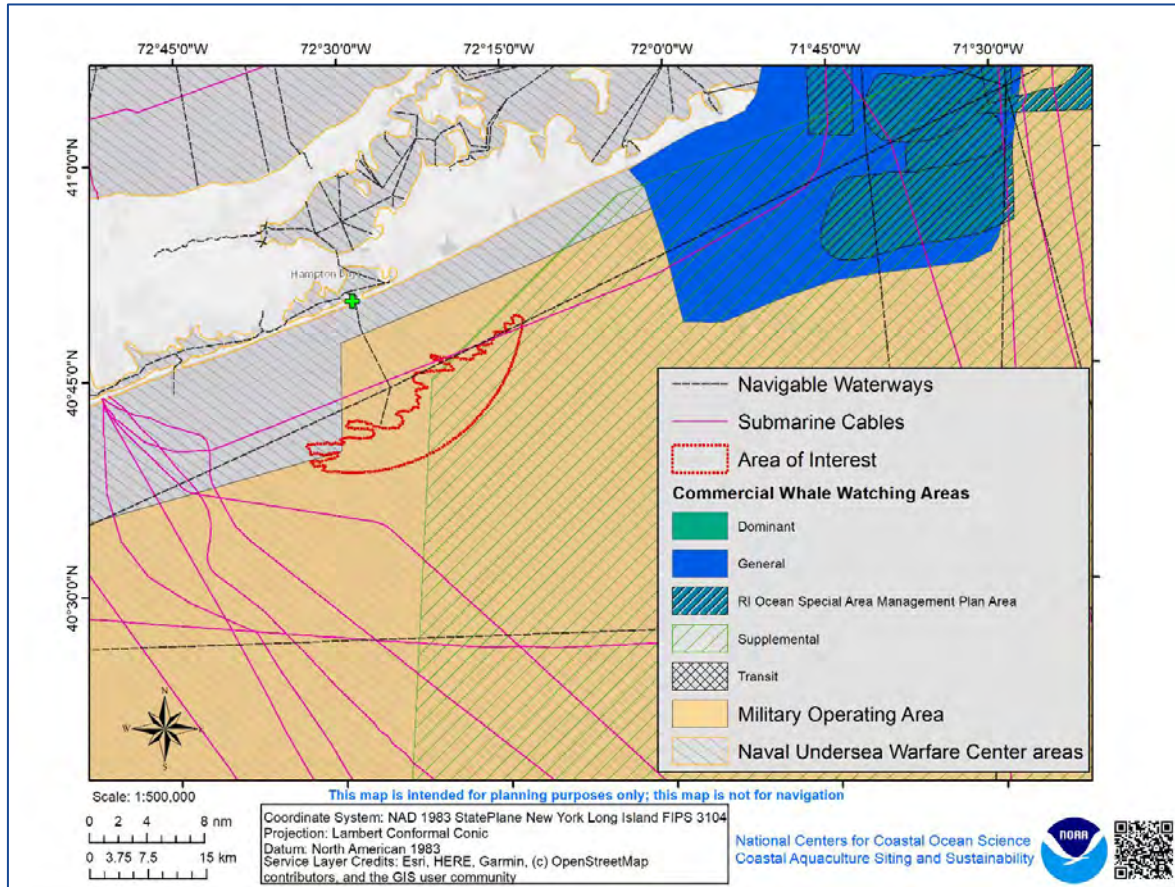 72°45'0"W 72°30'0"W 72°15'0"W 72°0'0"W 71°45'0"W 71°30'0"W
41°0'0"N
40°45'0"N
40°30'0"N
Navigable Waterways
Submarine Cables
Area of Interest
Commercial Whale Watching Areas
Dominant
General
RI Ocean Special Area Management Plan Area
Supplemental
Transit
Military Operating Area
Naval Undersea Warfare Center areas
N
W
S
Scale: 1:500,000
0 2 4 8 nm
0 3.75 7.5 15 km
This map is intended for planning purposes only; this map is not for navigation
Coordinate System: NAD 1983 StatePlane New York Long Island FIPS 3104
Projection: Lambert Conformal Conic
Datum: North American 1983
Service Layer Credits: Esri, HERE, Garmin, (c) OpenStreetMap
contributors, and the GIS user community
National Centers for Coastal Ocean Science
Coastal Aquaculture Siting and Sustainability
NOAA